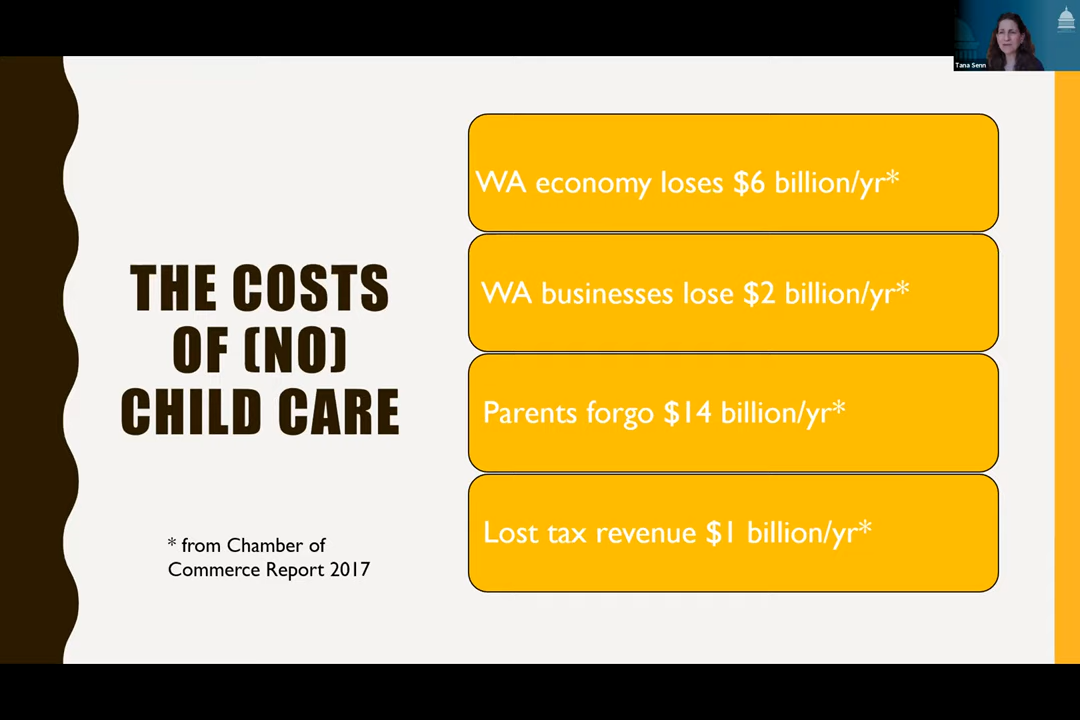 Tana Senn
THE COSTS
OF (NO)
CHILD CARE
* from Chamber of
Commerce Report 2017
WA economy loses $6 billion/yr*
WA businesses lose $2 billion/yr*
Parents forgo $14 billion/yr*
Lost tax revenue $1 billion/yr*